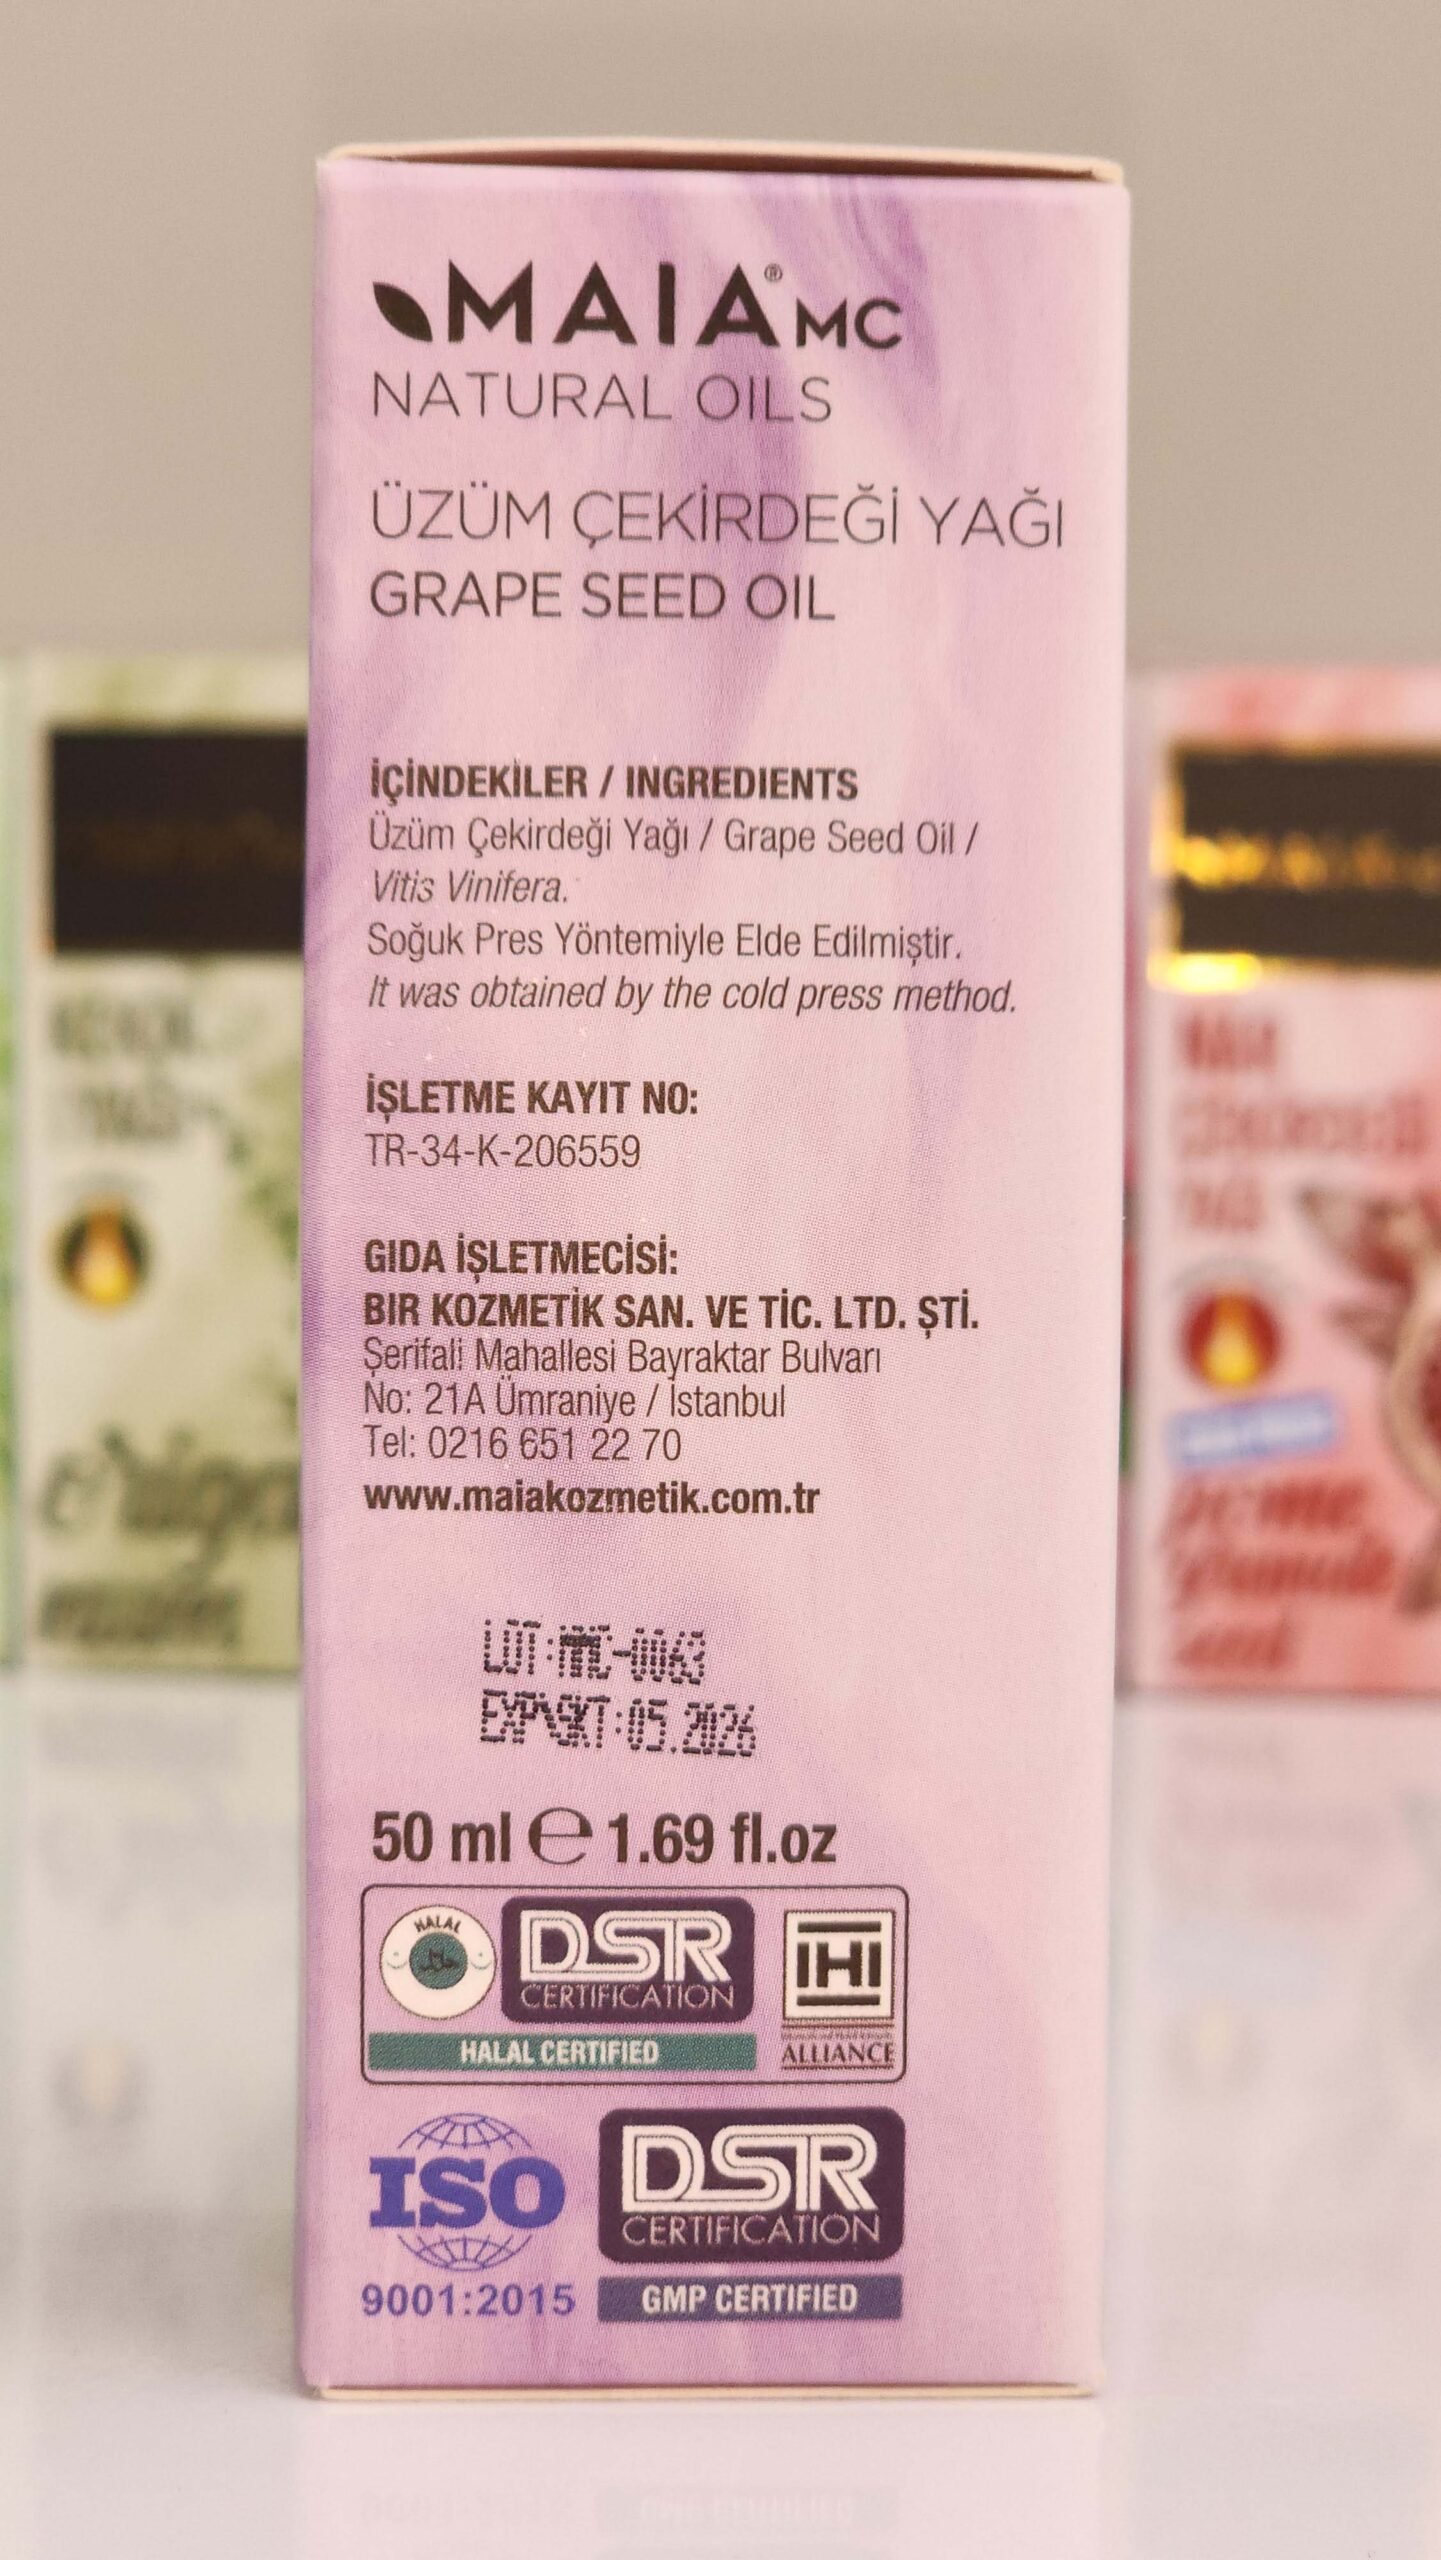 MAIA® MC
NATURAL OILS
ÜZÜM ÇEKİRDEĞİ YAĞI
GRAPE SEED OIL
İÇİNDEKİLER / INGREDIENTS
Üzüm Çekirdeği Yağı / Grape Seed Oil /
Vitis Vinifera.
Soğuk Pres Yöntemiyle Elde Edilmiştir.
It was obtained by the cold press method.
İŞLETME KAYIT NO:
TR-34-K-206559
GIDA İŞLETMECİSİ:
BIR KOZMETİK SAN. VE TİC. LTD. ŞTİ.
Şerifali Mahallesi Bayraktar Bulvarı
No: 21A Ümraniye / İstanbul
Tel: 0216 651 22 70
www.maiakozmetik.com.tr
LOT:MC-0063
EXP\SKT:05.2026
50 ml e 1.69 fl.oz
HALAL
حلال
DSR
CERTIFICATION
HALAL CERTIFIED
IHI
ALLIANCE
ISO
9001:2015
DSR
CERTIFICATION
GMP CERTIFIED